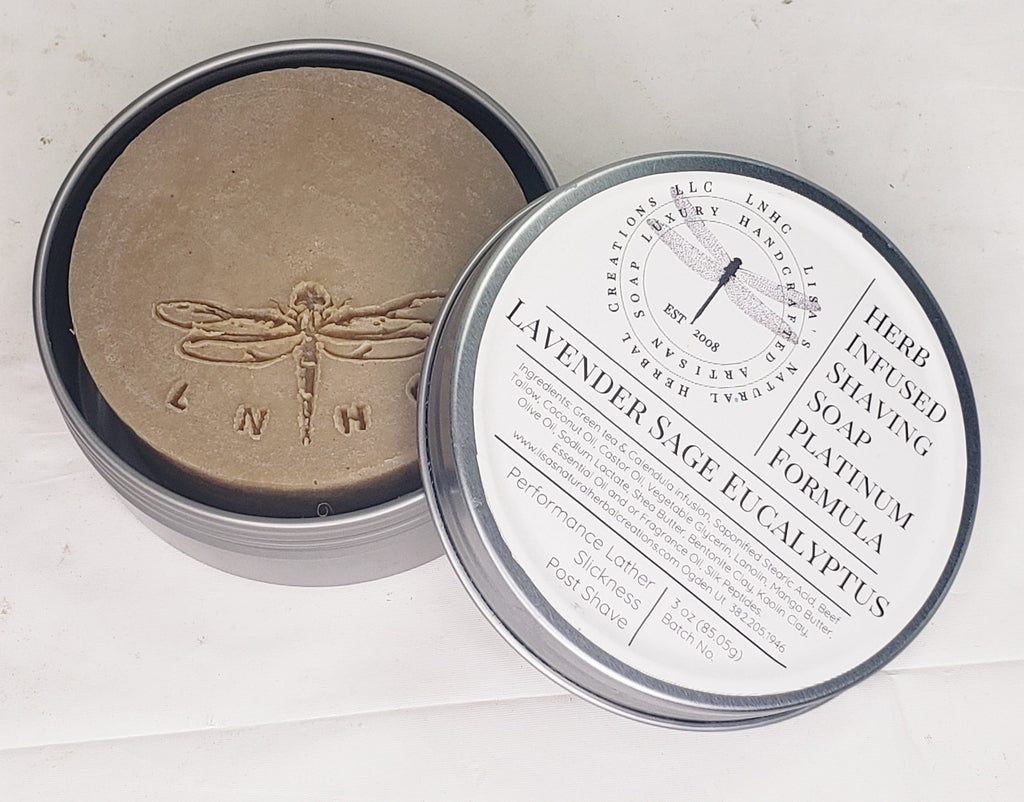 L N H
LNHC LISA'S NATURAL HERBAL CREATIONS LLC
LUXURY HANDCRAFTED ARTISAN SOAP
EST 2008
HERB
INFUSED
SHAVING
SOAP
PLATINUM
FORMULA
LAVENDER SAGE EUCALYPTUS
Ingredients: Green tea & Calendula infusion, Saponified Stearic Acid, Beef
Tallow, Coconut Oil, Castor Oil, Vegetable Glycerin, Lanolin, Mango Butter,
Olive Oil, Sodium Lactate, Shea Butter, Bentonite Clay, Kaolin Clay,
Essential Oil and or Fragrance Oil, Silk Peptides.
www.lisasnaturalherbalcreations.com Ogden Ut 382.205.1946
Performance Lather
Slickness
Post Shave
3 oz (85.05g)
Batch No.